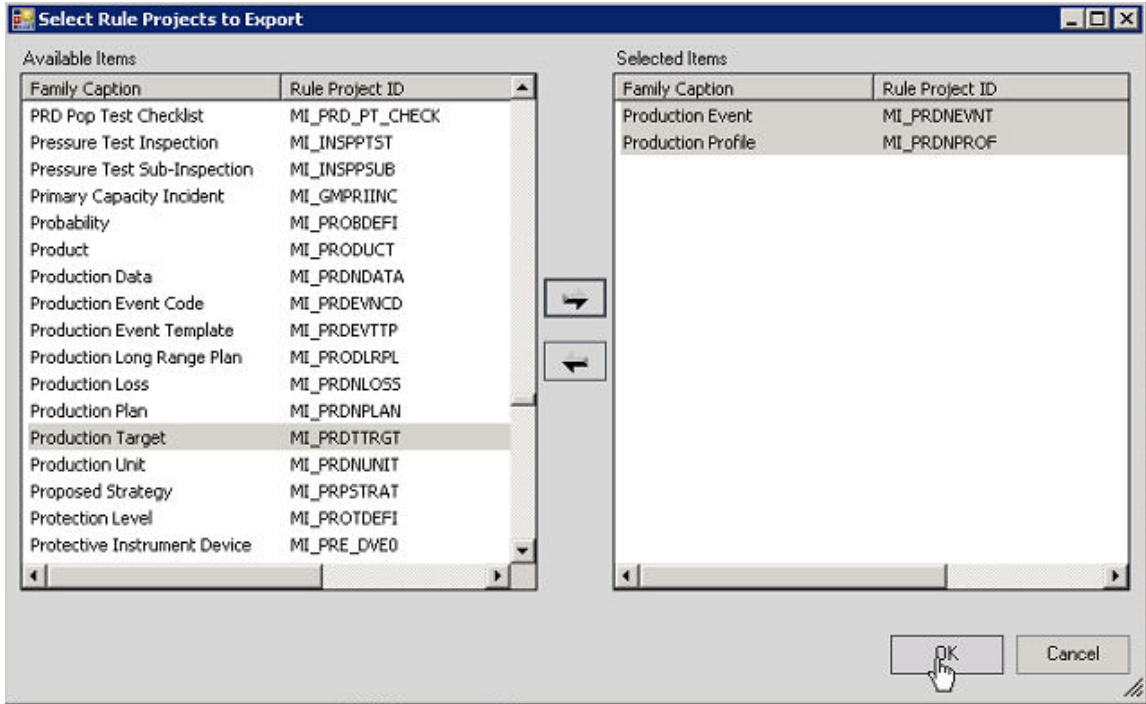 Select Rule Projects to Export
Available Items
Family Caption Rule Project ID
PRD Pop Test Checklist MI_PRD_PT_CHECK
Pressure Test Inspection MI_INSPPTST
Pressure Test Sub-Inspection MI_INSPPSUB
Primary Capacity Incident MI_GMPRIINC
Probability MI_PROBDEFI
Product MI_PRODUCT
Production Data MI_PRDNDATA
Production Event Code MI_PRDEVNCD
Production Event Template MI_PRDEVTTP
Production Long Range Plan MI_PRODLRPL
Production Loss MI_PRDNLOSS
Production Plan MI_PRDNPLAN
Production Target MI_PRDTTRGT
Production Unit MI_PRDNUNIT
Proposed Strategy MI_PRPSTRAT
Protection Level MI_PROTDEFI
Protective Instrument Device MI_PRE_DVE0
Selected Items
Family Caption Rule Project ID
Production Event MI_PRDNEVNT
Production Profile MI_PRDNPROF
OK Cancel